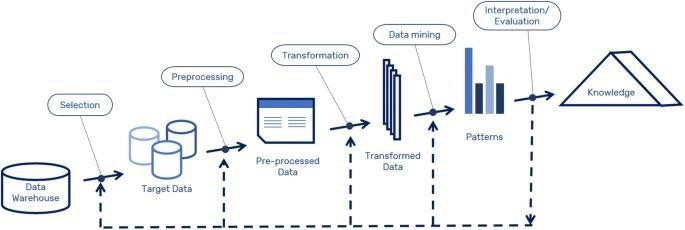 Interpretation/
Evaluation
Data mining
Transformation
Preprocessing
Selection
Knowledge
Patterns
Transformed
Data
Pre-processed
Data
Target Data
Data
Warehouse